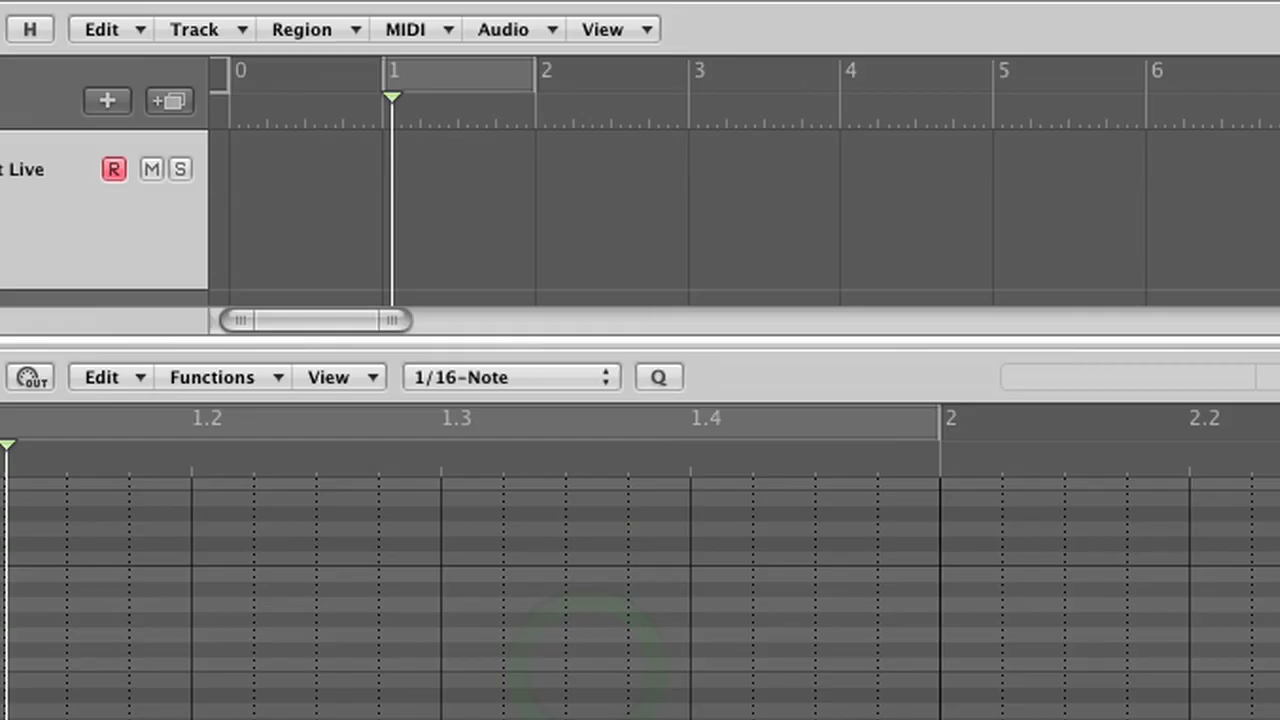 H Edit Track Region MIDI Audio View
0 1 2 3 4 5 6
+ +
t Live R M S
OUT Edit Functions View 1/16-Note Q
1.2 1.3 1.4 2 2.2